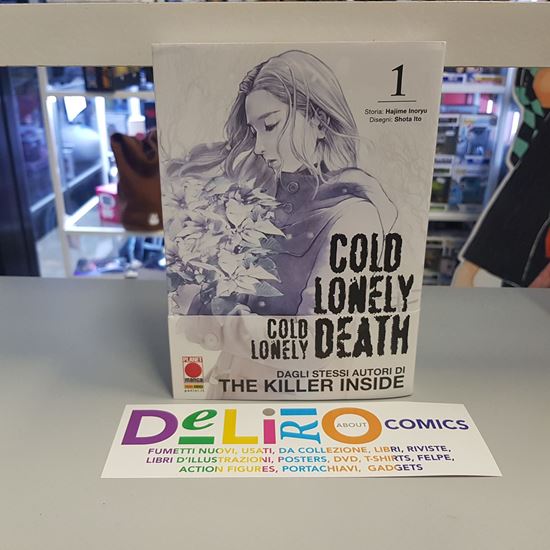 1
Storia: Hajime Inoryu
Disegni: Shota Ito
COLD
LONELY
DEATH
COLD
LONELY
DAGLI STESSI AUTORI DI
THE KILLER INSIDE
PLANET
manga
DeLiRiO ABOUT COMICS
FUMETTI NUOVI, USATI, DA COLLEZIONE, LIBRI, RIVISTE,
LIBRI D'ILLUSTRAZIONI, POSTERS, DVD, T-SHIRTS, FELPE,
ACTION FIGURES, PORTACHIAVI, GADGETS